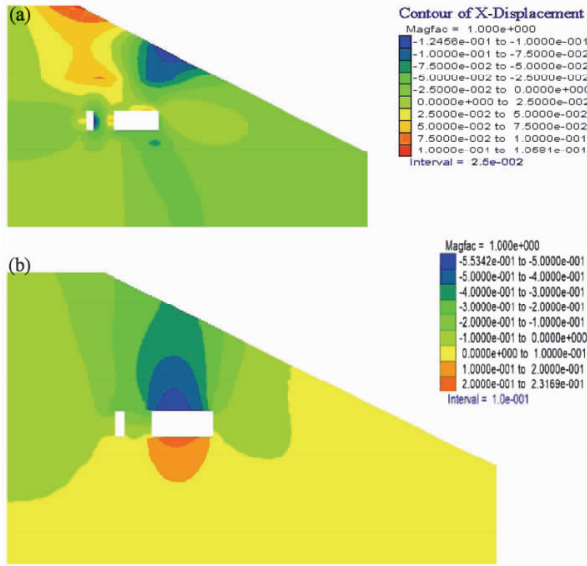 (a)
Contour of X-Displacement
Magfac = 1.000e+000
-1.2456e-001 to -1.0000e-001
-1.0000e-001 to -7.5000e-002
-7.5000e-002 to -5.0000e-002
-5.0000e-002 to -2.5000e-002
-2.5000e-002 to 0.0000e+000
0.0000e+000 to 2.5000e-002
2.5000e-002 to 5.0000e-002
5.0000e-002 to 7.5000e-002
7.5000e-002 to 1.0000e-001
1.0000e-001 to 1.0581e-001
Interval = 2.5e-002
(b)
Magfac = 1.000e+000
-5.5342e-001 to -5.0000e-001
-5.0000e-001 to -4.0000e-001
-4.0000e-001 to -3.0000e-001
-3.0000e-001 to -2.0000e-001
-2.0000e-001 to -1.0000e-001
-1.0000e-001 to 0.0000e+000
0.0000e+000 to 1.0000e-001
1.0000e-001 to 2.0000e-001
2.0000e-001 to 2.3169e-001
Interval = 1.0e-001